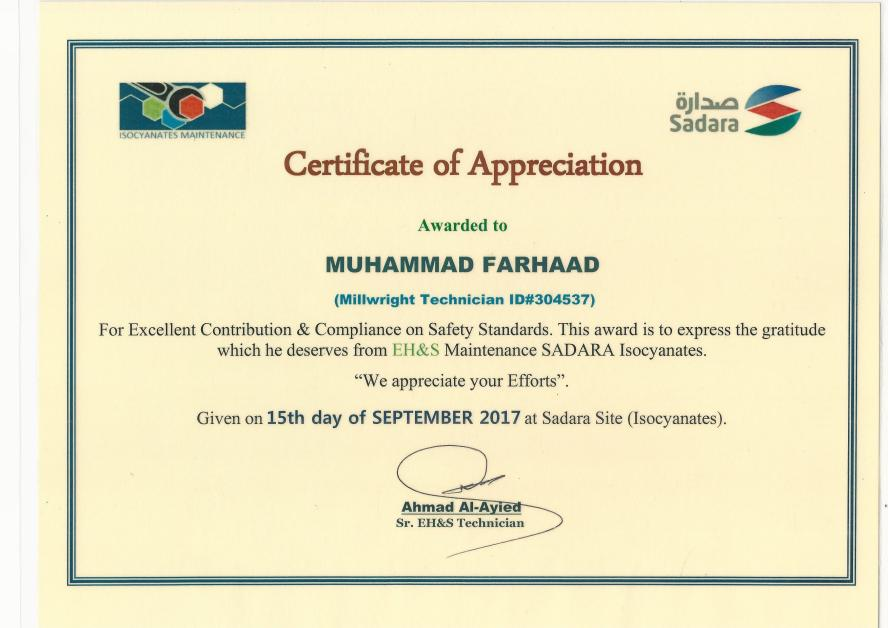 ISOCYANATES MAINTENANCE
صدارة
Sadara
Certificate of Appreciation
Awarded to
MUHAMMAD FARHAAD
(Millwright Technician ID#304537)
For Excellent Contribution & Compliance on Safety Standards. This award is to express the gratitude
which he deserves from EH&S Maintenance SADARA Isocyanates.
“We appreciate your Efforts”.
Given on 15th day of SEPTEMBER 2017 at Sadara Site (Isocyanates).
Ahmad Al-Ayied
Sr. EH&S Technician